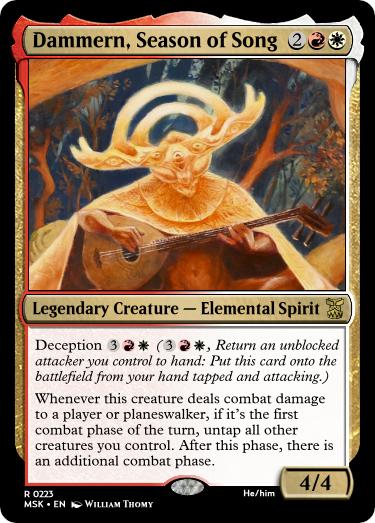 Dammern, Season of Song 2
Legendary Creature — Elemental Spirit
Deception 3 (3, Return an unblocked
attacker you control to hand: Put this card onto the
battlefield from your hand tapped and attacking.)
Whenever this creature deals combat damage
to a player or planeswalker, if it's the first
combat phase of the turn, untap all other
creatures you control. After this phase, there is
an additional combat phase.
4/4
R 0223
MSK • EN William Thomy
He/him